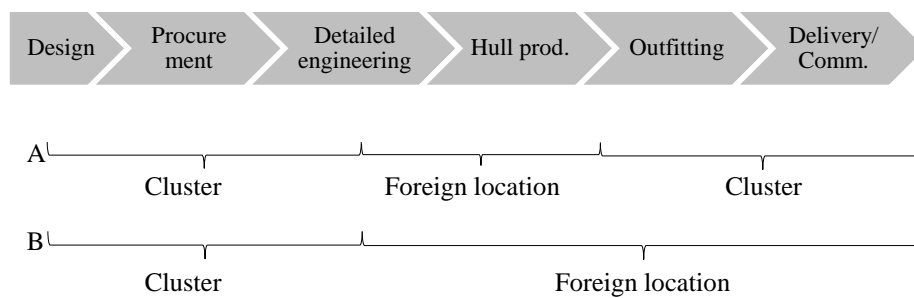 Design
Procure
ment
Detailed
engineering
Hull prod.
Outfitting
Delivery/
Comm.
A
Cluster
Foreign location
Cluster
B
Cluster
Foreign location